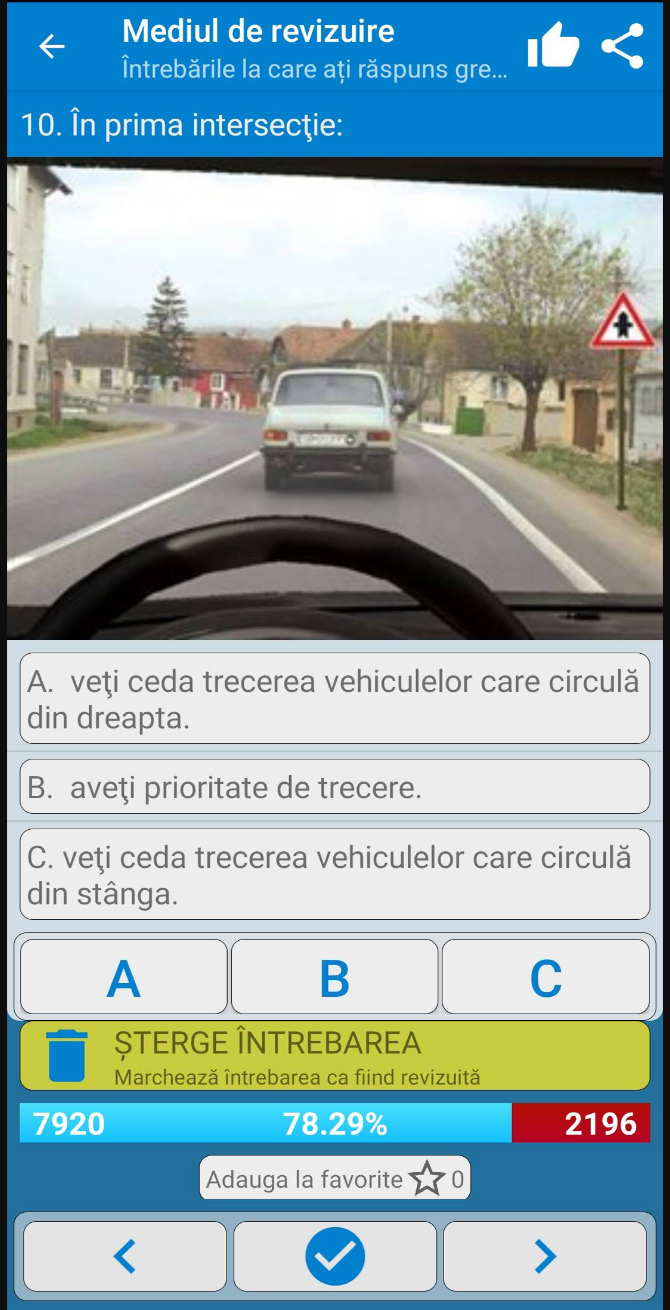 Mediul de revizuire
Întrebările la care ați răspuns gre...
10. În prima intersecţie:
A. veţi ceda trecerea vehiculelor care circulă
din dreapta.
B. aveţi prioritate de trecere.
C. veţi ceda trecerea vehiculelor care circulă
din stânga.
A B C
ȘTERGE ÎNTREBAREA
Marchează întrebarea ca fiind revizuită
7920 78.29% 2196
Adauga la favorite 0